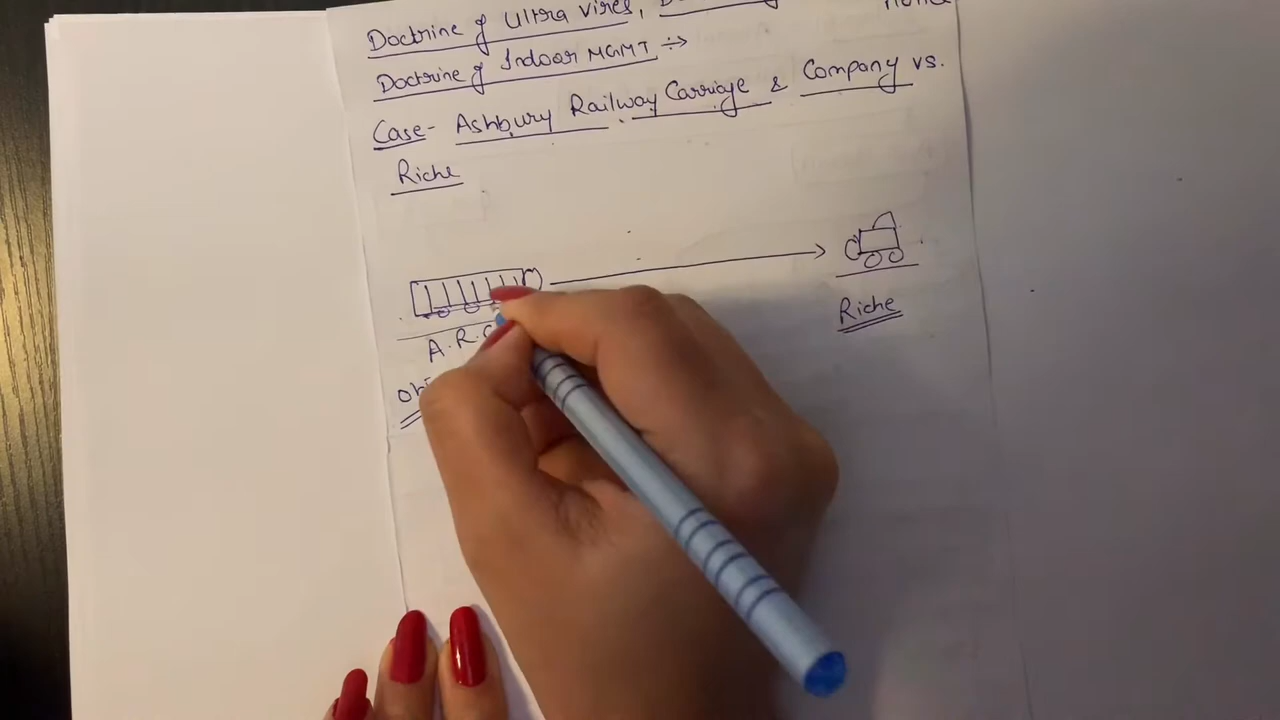 Doctrine of Ultra Vires,
Doctrine of Indoor MGMT ÷>
Case- Ashbury Railway Carriage & Company vs.
Riche
A.R.C
Riche